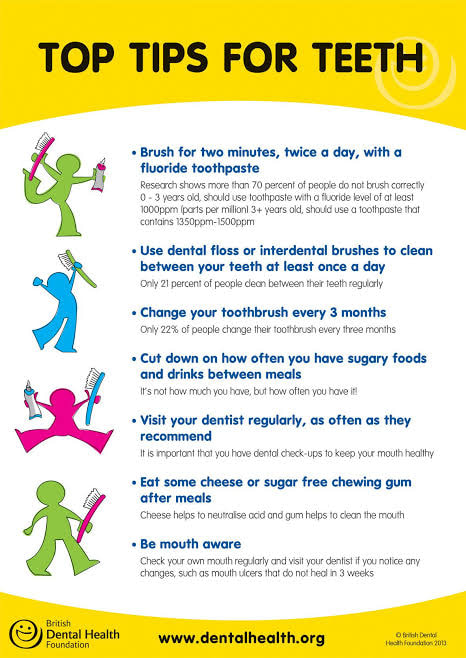 TOP TIPS FOR TEETH
• Brush for two minutes, twice a day, with a
fluoride toothpaste
Research shows more than 70 percent of people do not brush correctly
0 - 3 years old, should use toothpaste with a fluoride level of at least
1000ppm (parts per million) 3+ years old, should use a toothpaste that
contains 1350ppm-1500ppm
• Use dental floss or interdental brushes to clean
between your teeth at least once a day
Only 21 percent of people clean between their teeth regularly
• Change your toothbrush every 3 months
Only 22% of people change their toothbrush every three months
• Cut down on how often you have sugary foods
and drinks between meals
It's not how much you have, but how often you have it!
• Visit your dentist regularly, as often as they
recommend
It is important that you have dental check-ups to keep your mouth healthy
• Eat some cheese or sugar free chewing gum
after meals
Cheese helps to neutralise acid and gum helps to clean the mouth
• Be mouth aware
Check your own mouth regularly and visit your dentist if you notice any
changes, such as mouth ulcers that do not heal in 3 weeks
British
Dental Health
Foundation
www.dentalhealth.org
© British Dental
Health Foundation 2013